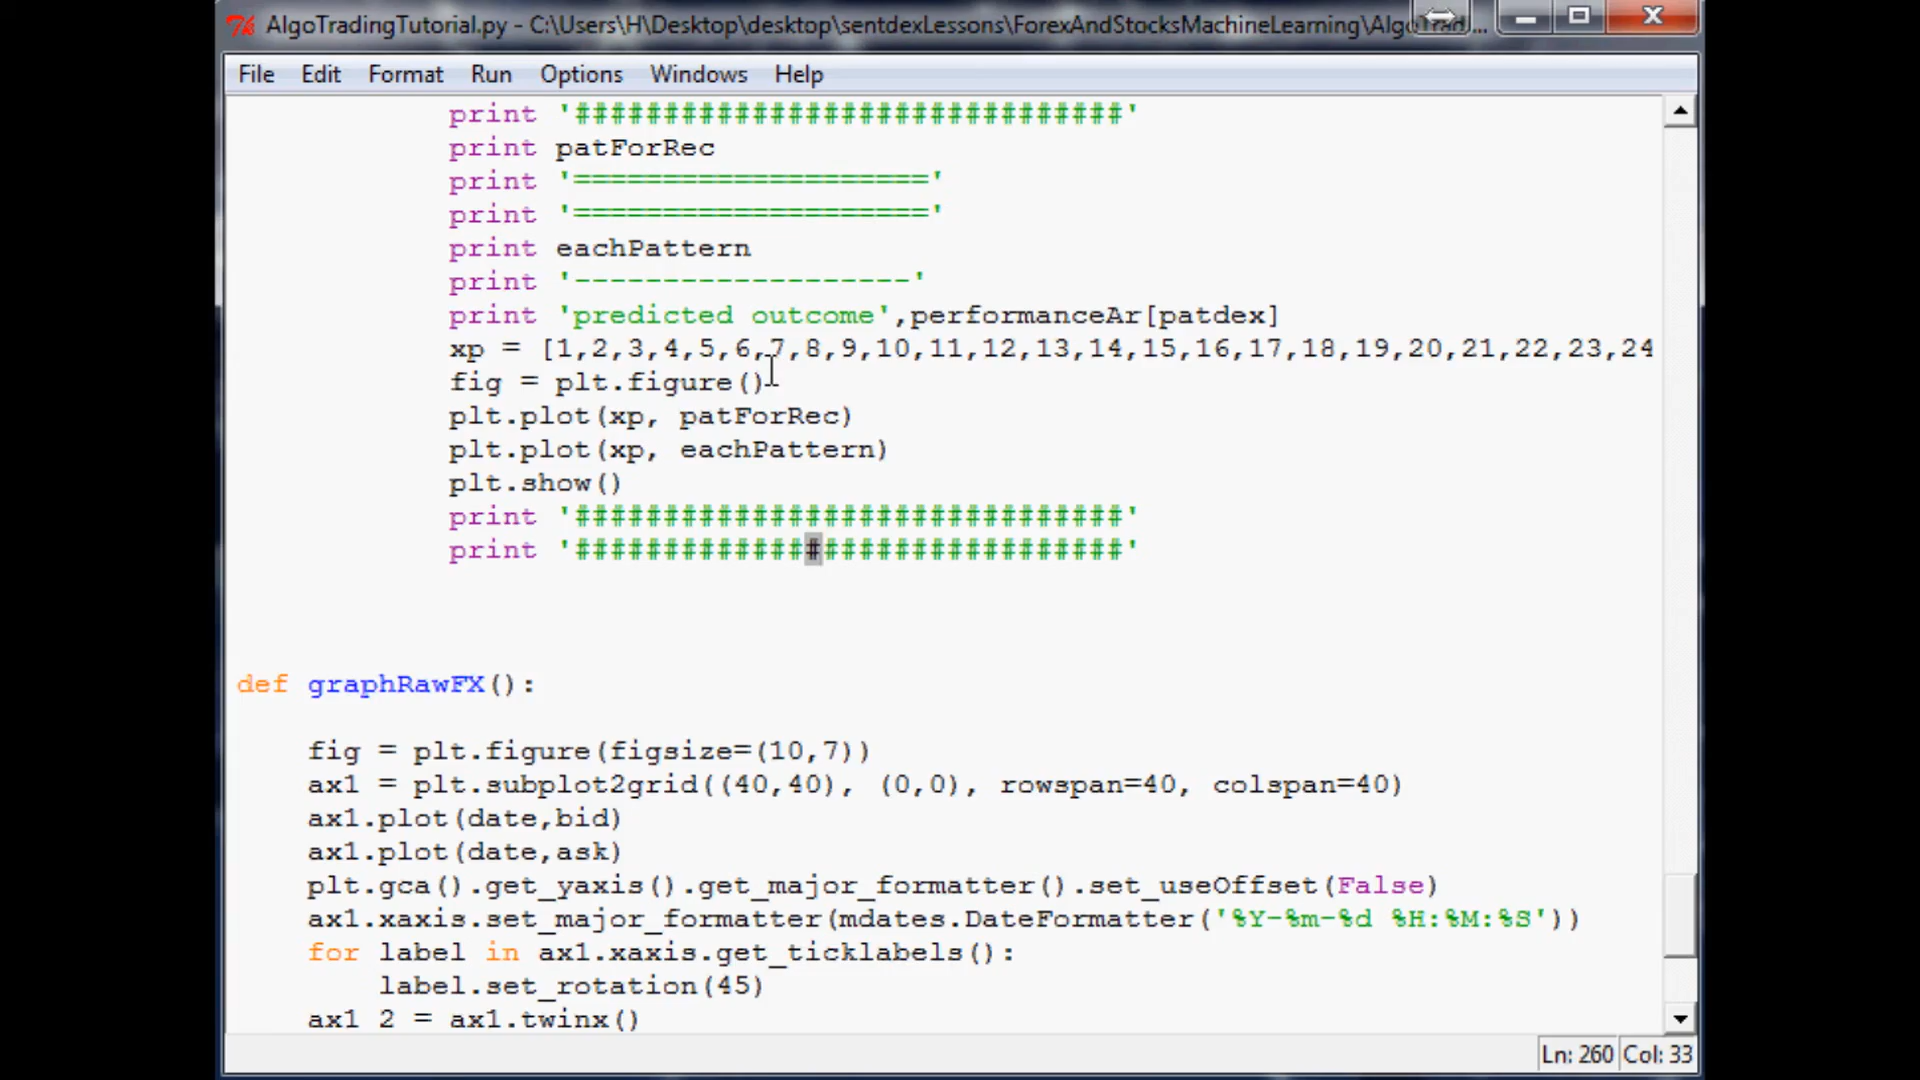 AlgoTradingTutorial.py - C:\Users\H\Desktop\desktop\sentdexLessons\ForexAndStocksMachineLearning\AlgoTrad...
File Edit Format Run Options Windows Help
print '###############################'
print patForRec
print '===================='
print '===================='
print eachPattern
print '-------------------'
print 'predicted outcome',performanceAr[patdex]
xp = [1,2,3,4,5,6,7,8,9,10,11,12,13,14,15,16,17,18,19,20,21,22,23,24
fig = plt.figure()
plt.plot(xp, patForRec)
plt.plot(xp, eachPattern)
plt.show()
print '###############################'
print '###############################'
def graphRawFX():
fig = plt.figure(figsize=(10,7))
ax1 = plt.subplot2grid((40,40), (0,0), rowspan=40, colspan=40)
ax1.plot(date,bid)
ax1.plot(date,ask)
plt.gca().get_yaxis().get_major_formatter().set_useOffset(False)
ax1.xaxis.set_major_formatter(mdates.DateFormatter('%Y-%m-%d %H:%M:%S'))
for label in ax1.xaxis.get_ticklabels():
label.set_rotation(45)
ax1 2 = ax1.twinx()
Ln: 260 Col: 33